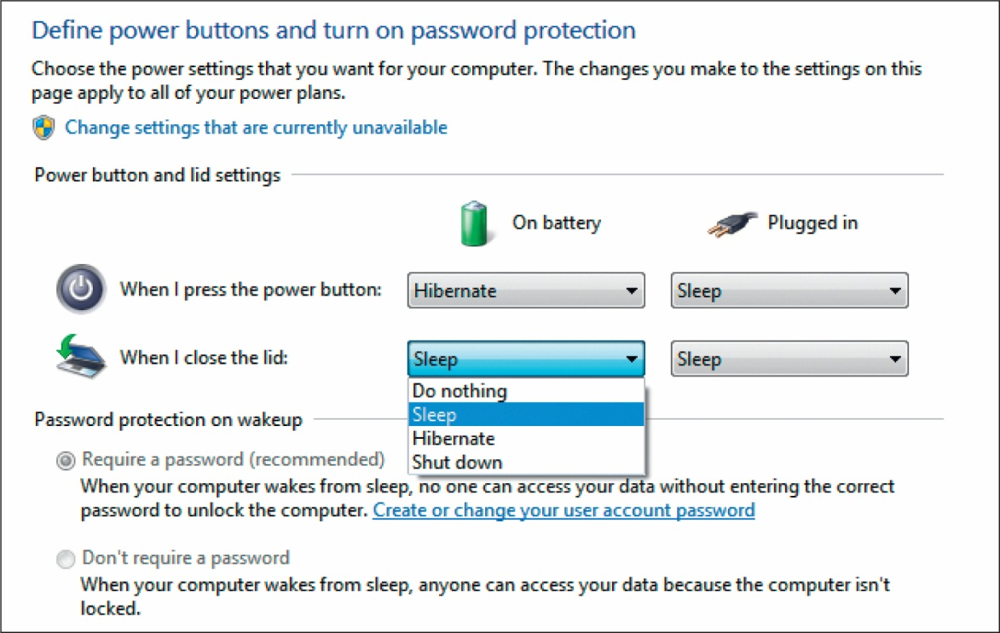 Define power buttons and turn on password protection
Choose the power settings that you want for your computer. The changes you make to the settings on this
page apply to all of your power plans.
Change settings that are currently unavailable
Power button and lid settings
On battery Plugged in
When I press the power button: Hibernate Sleep
When I close the lid: Sleep Sleep
Do nothing
Sleep
Hibernate
Shut down
Password protection on wakeup
Require a password (recommended)
When your computer wakes from sleep, no one can access your data without entering the correct
password to unlock the computer. Create or change your user account password
Don't require a password
When your computer wakes from sleep, anyone can access your data because the computer isn't
locked.